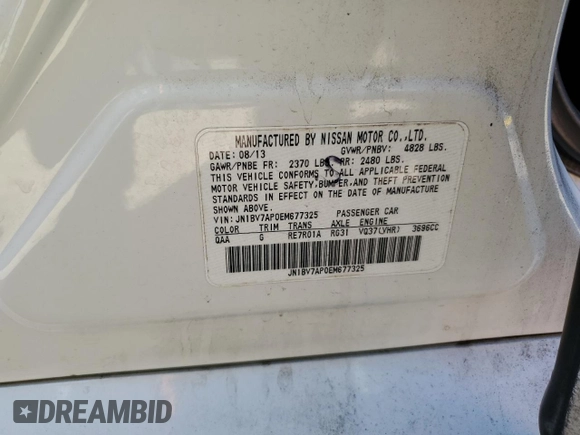 MANUFACTURED BY NISSAN MOTOR CO.,LTD.
DATE: 08/13 GVWR/PNBV: 4828 LBS.
GAWR/PNBE FR: 2370 LBS. RR: 2480 LBS.
THIS VEHICLE CONFORMS TO ALL APPLICABLE FEDERAL
MOTOR VEHICLE SAFETY,BUMPER,AND THEFT PREVENTION
STANDARDS IN EFFECT ON THE DATE OF MANUFACTURE
SHOWN ABOVE.
VIN: JN1BV7AP0EM677325 PASSENGER CAR
COLOR TRIM TRANS AXLE ENGINE
QAA G RE7R01A RG31 VQ37(VHR) 3696CC
JN1BV7AP0EM677325
DREAMBID